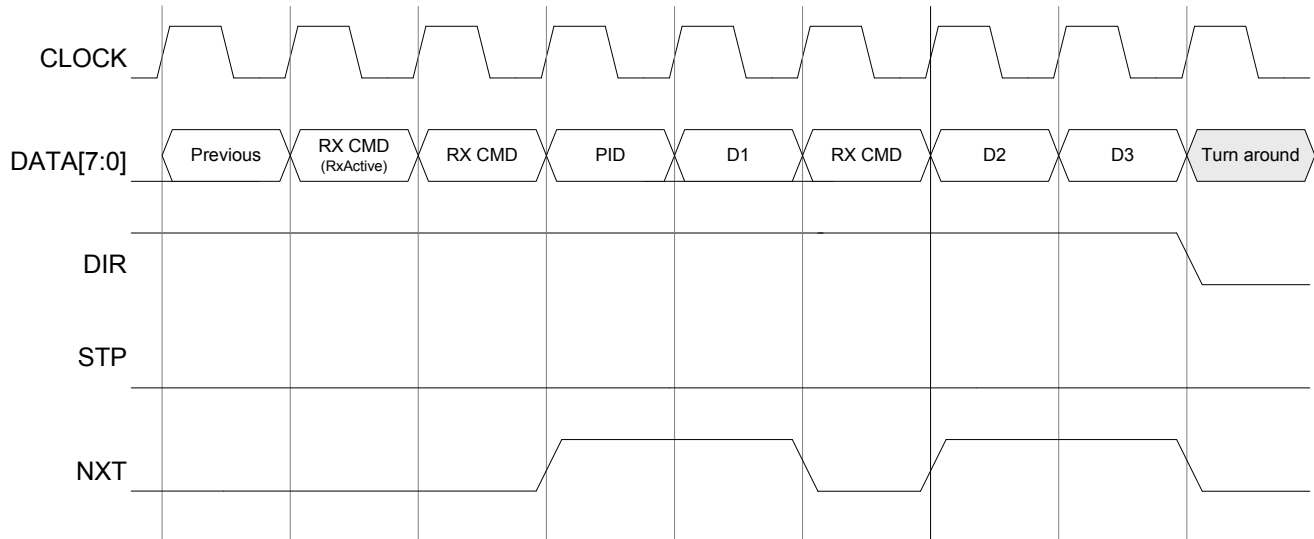 CLOCK
DATA[7:0]
Previous
RX CMD
(RxActive)
RX CMD
PID
D1
RX CMD
D2
D3
Turn around
DIR
STP
NXT